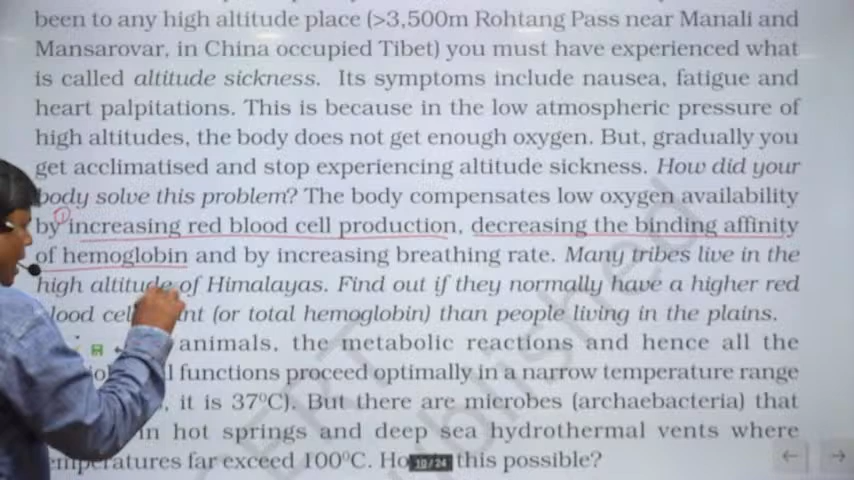 been to any high altitude place (>3,500m Rohtang Pass near Manali and
Mansarovar, in China occupied Tibet) you must have experienced what
is called altitude sickness. Its symptoms include nausea, fatigue and
heart palpitations. This is because in the low atmospheric pressure of
high altitudes, the body does not get enough oxygen. But, gradually you
get acclimatised and stop experiencing altitude sickness. How did your
body solve this problem? The body compensates low oxygen availability
by ① increasing red blood cell production, decreasing the binding affinity
of hemoglobin and by increasing breathing rate. Many tribes live in the
high altitude of Himalayas. Find out if they normally have a higher red
(or total hemoglobin) than people living in the plains.
animals, the metabolic reactions and hence all the
functions proceed optimally in a narrow temperature range
it is 37⁰C). But there are microbes (archaebacteria) that
in hot springs and deep sea hydrothermal vents where
temperatures far exceed 100⁰C. this possible?
10 / 24